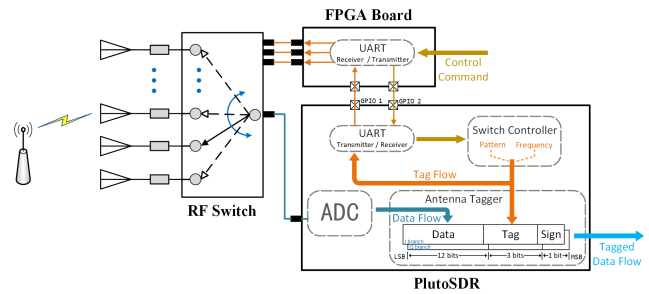 FPGA Board
UART
Receiver / Transmitter
Control
Command
GPIO 1
GPIO 2
UART
Transmitter / Receiver
Switch Controller
Pattern
Frequency
Tag Flow
RF Switch
ADC
Data Flow
Antenna Tagger
Data
Tag
Sign
I branch
Q branch
LSB
12 bits
3 bits
1 bit
MSB
Tagged
Data Flow
PlutoSDR